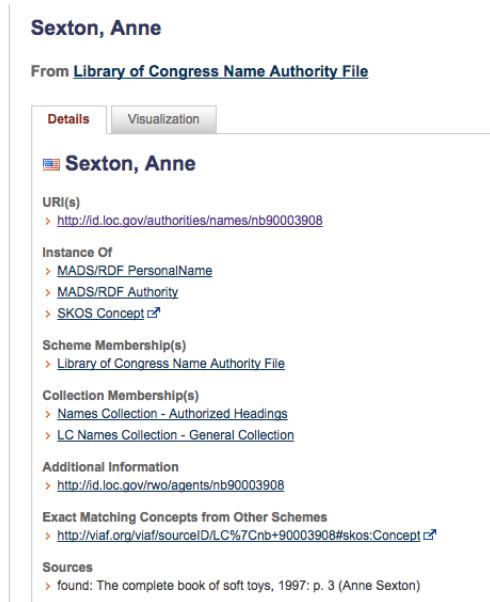 Sexton, Anne
From Library of Congress Name Authority File
Details Visualization
Sexton, Anne
URI(s)
http://id.loc.gov/authorities/names/nb90003908
Instance Of
MADS/RDF PersonalName
MADS/RDF Authority
SKOS Concept
Scheme Membership(s)
Library of Congress Name Authority File
Collection Membership(s)
Names Collection - Authorized Headings
LC Names Collection - General Collection
Additional Information
http://id.loc.gov/rwo/agents/nb90003908
Exact Matching Concepts from Other Schemes
http://viaf.org/viaf/sourceID/LC%7Cnb+90003908#skos:Concept
Sources
found: The complete book of soft toys, 1997: p. 3 (Anne Sexton)